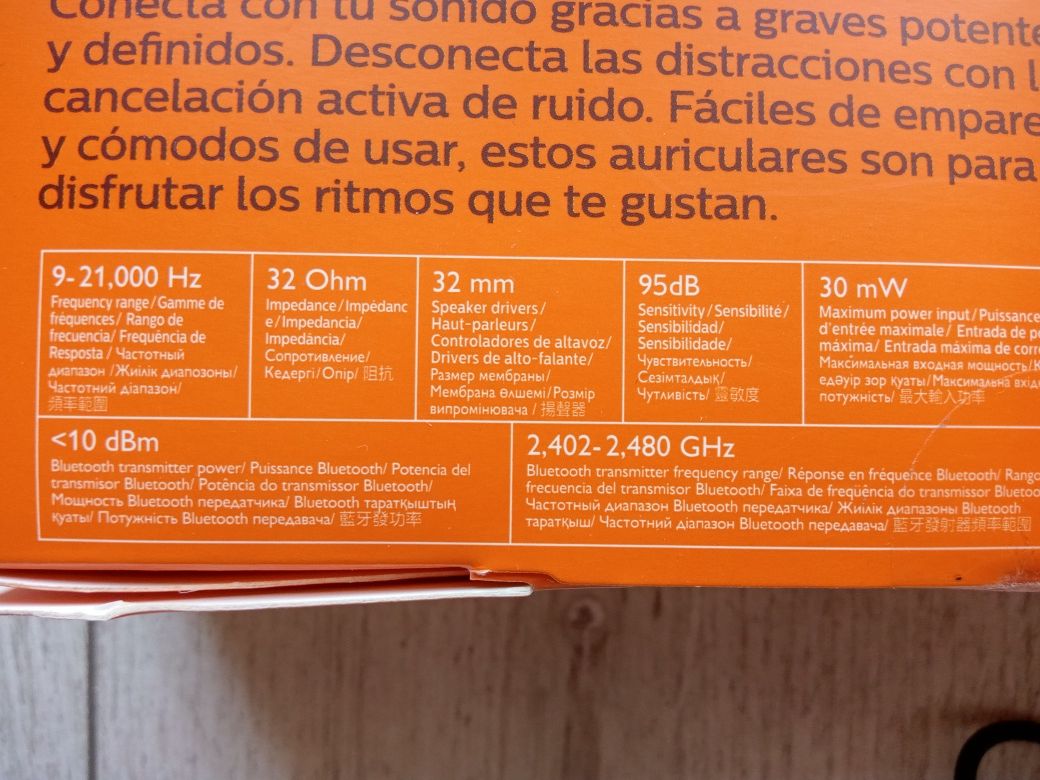 Conecta con tu sonido gracias a graves potente
y definidos. Desconecta las distracciones con l
cancelación activa de ruido. Fáciles de empare
y cómodos de usar, estos auriculares son para
disfrutar los ritmos que te gustan.
9-21,000 Hz
Frequency range/Gamme de
fréquences/ Rango de
frecuencia/ Frequência de
Resposta / Частотный
диапазон /Жиілік диапозоны/
Частотний діапазон/
頻率範圍
32 Ohm
Impedance/Impédanc
e/Impedancia/
Impedância/
Сопротивление/
Кедергі/Опір/ 阻抗
32 mm
Speaker drivers/
Haut-parleurs/
Controladores de altavoz/
Drivers de alto-falante/
Размер мембраны/
Мембрана өлшемі/Розмір
випромінювача / 揚聲器
95dB
Sensitivity/Sensibilité/
Sensibilidad/
Sensibilidade/
Чувствительность/
Сезімталдық/
Чутливість/ 靈敏度
30 mW
Maximum power input/Puissance
d'entrée maximale/ Entrada de po
máxima/ Entrada máxima de corre
Максимальная входная мощность/К
едәуір зор қуаты/Максимальна вхідн
потужність/ 最大輸入功率
<10 dBm
Bluetooth transmitter power/ Puissance Bluetooth/ Potencia del
transmisor Bluetooth/ Potência do transmissor Bluetooth/
Мощность Bluetooth передатчика/ Bluetooth таратқыштың
қуаты/ Потужність Bluetooth передавача/ 藍牙發功率
2,402-2,480 GHz
Bluetooth transmitter frequency range/ Réponse en fréquence Bluetooth/ Rango
frecuencia del transmisor Bluetooth/ Faixa de freqüência do transmissor Bluetoo
Частотный диапазон Bluetooth передатчика/ Жиілік диапазоны Bluetooth
таратқыш/ Частотний діапазон Bluetooth передавача/ 藍牙發射器頻率範圍